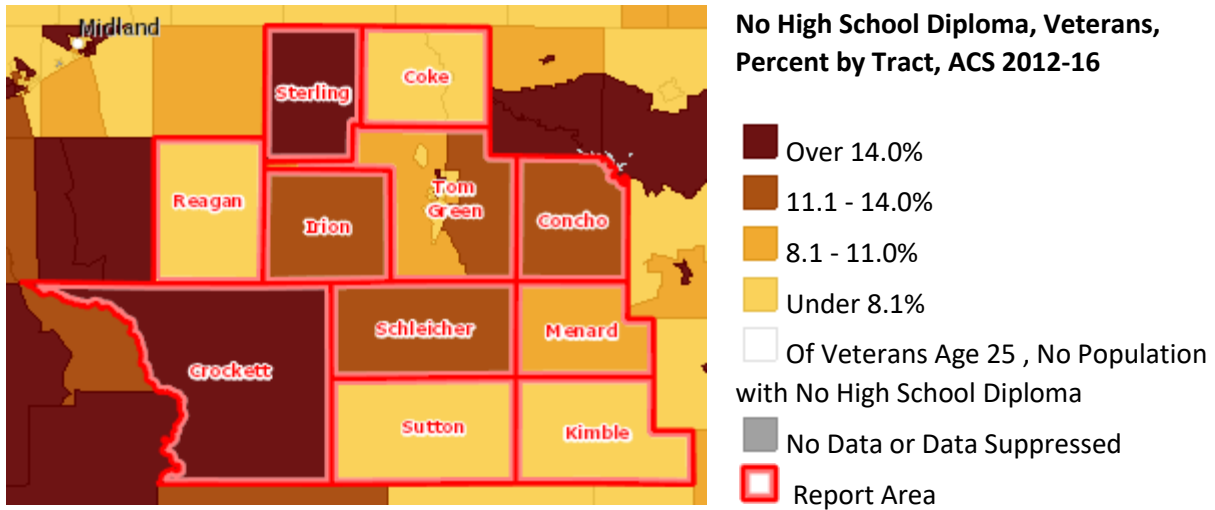 Midland
Sterling
Coke
Reagan
Irion
Tom
Green
Concho
Crockett
Schleicher
Menard
Sutton
Kimble
No High School Diploma, Veterans,
Percent by Tract, ACS 2012-16
Over 14.0%
11.1 - 14.0%
8.1 - 11.0%
Under 8.1%
Of Veterans Age 25 , No Population
with No High School Diploma
No Data or Data Suppressed
Report Area